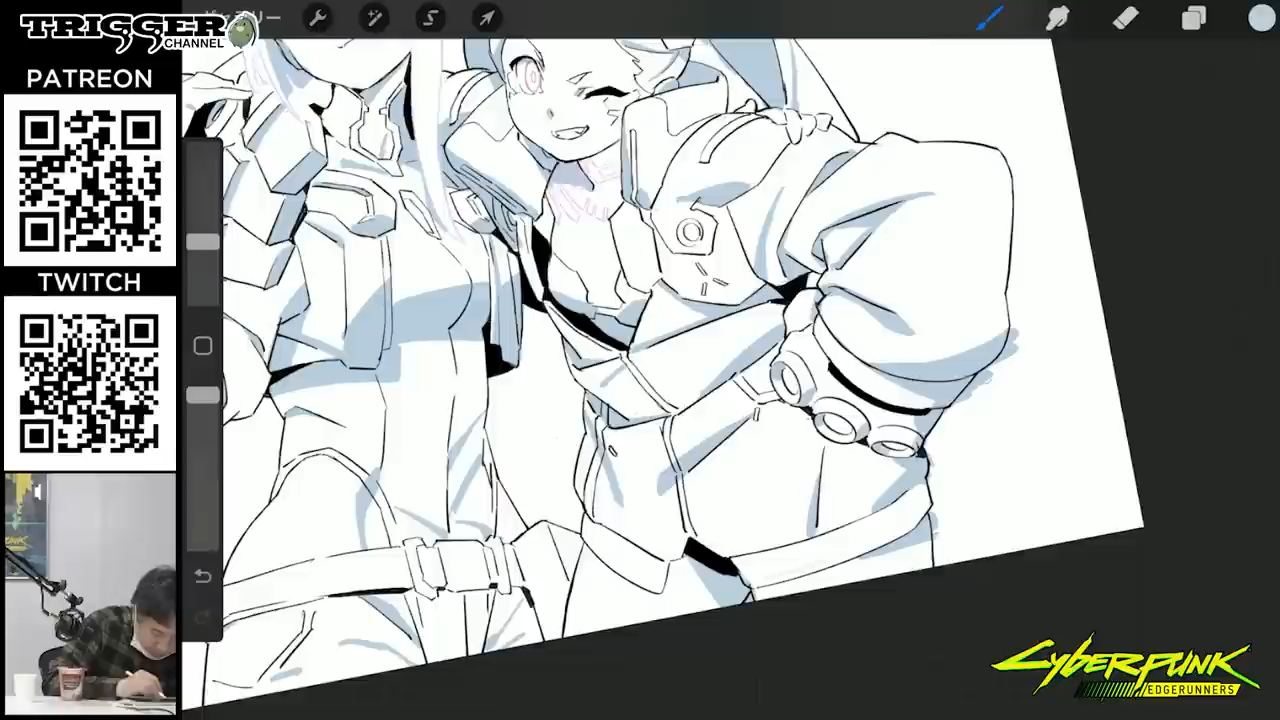 TRIGGER
CHANNEL
PATREON
TWITCH
CYBERPUNK
EDGERUNNERS